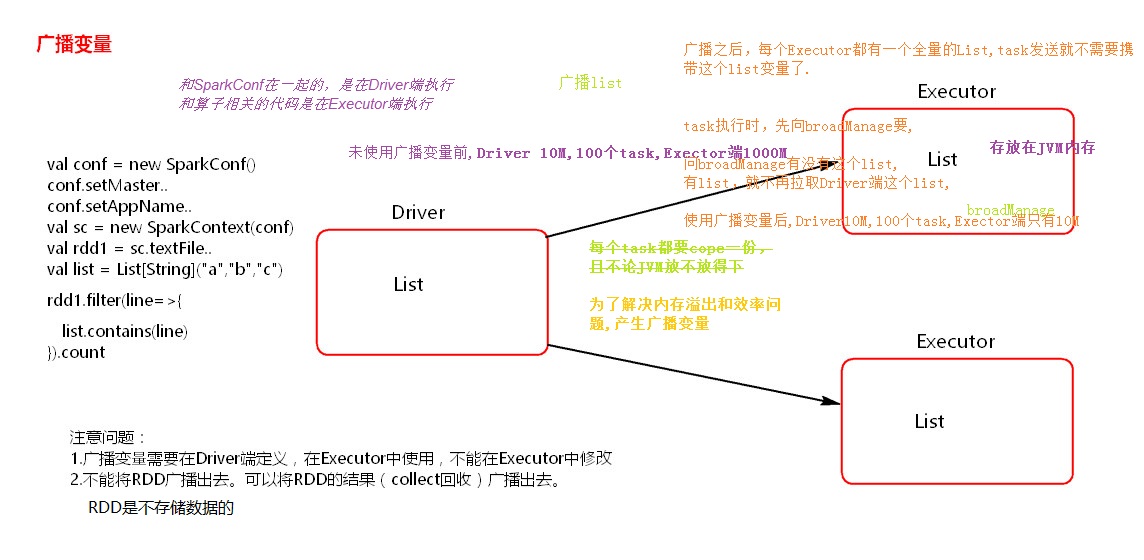 广播变量
和SparkConf在一起的，是在Driver端执行
和算子相关的代码是在Executor端执行
广播list
广播之后，每个Executor都有一个全量的List,task发送就不需要携
带这个list变量了.
Executor
task执行时，先向broadManage要,
未使用广播变量前,Driver 10M,100个task,Exector端1000M
问broadManage有没有这个list,
有list，就不再拉取Driver端这个list,
List
存放在JVM内存
broadManage
使用广播变量后,Driver10M,100个task,Exector端只有10M
val conf = new SparkConf()
conf.setMaster..
conf.setAppName..
val sc = new SparkContext(conf)
val rdd1 = sc.textFile..
val list = List[String]("a","b","c")
rdd1.filter(line=>{
list.contains(line)
}).count
Driver
List
每个task都要cope一份，
且不论JVM放不放得下
为了解决内存溢出和效率问
题,产生广播变量
Executor
List
注意问题：
1.广播变量需要在Driver端定义，在Executor中使用，不能在Executor中修改
2.不能将RDD广播出去。可以将RDD的结果（collect回收）广播出去。
RDD是不存储数据的